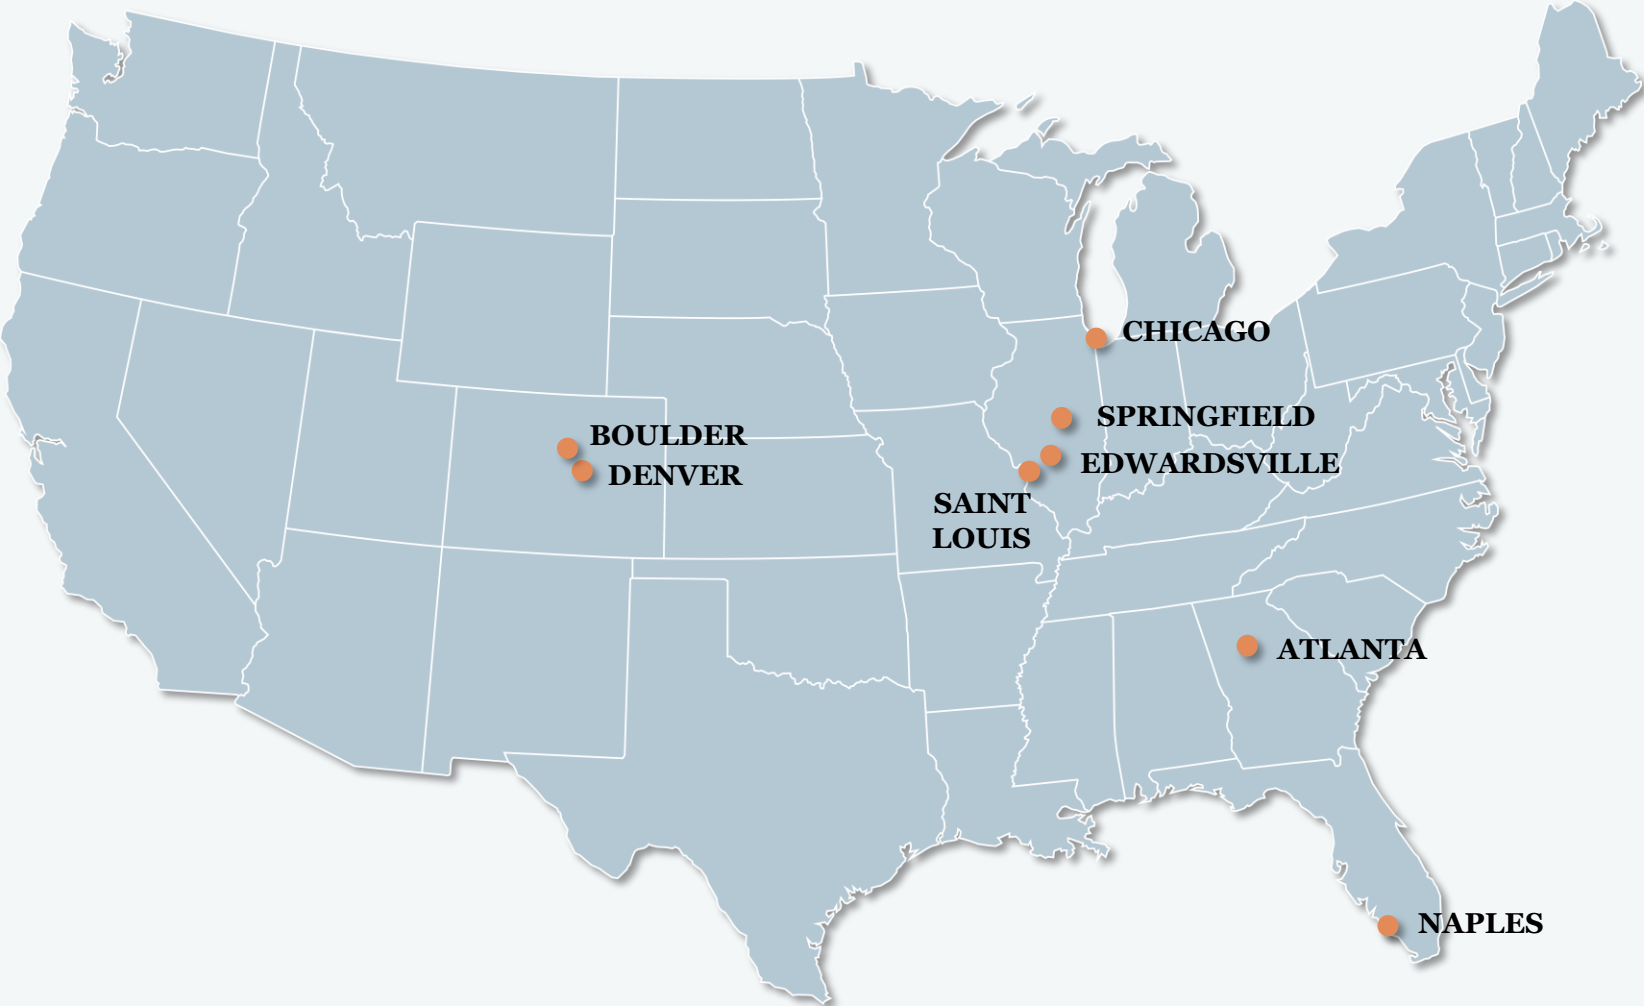 CHICAGO
SPRINGFIELD
BOULDER
EDWARDSVILLE
DENVER
SAINT
LOUIS
ATLANTA
NAPLES